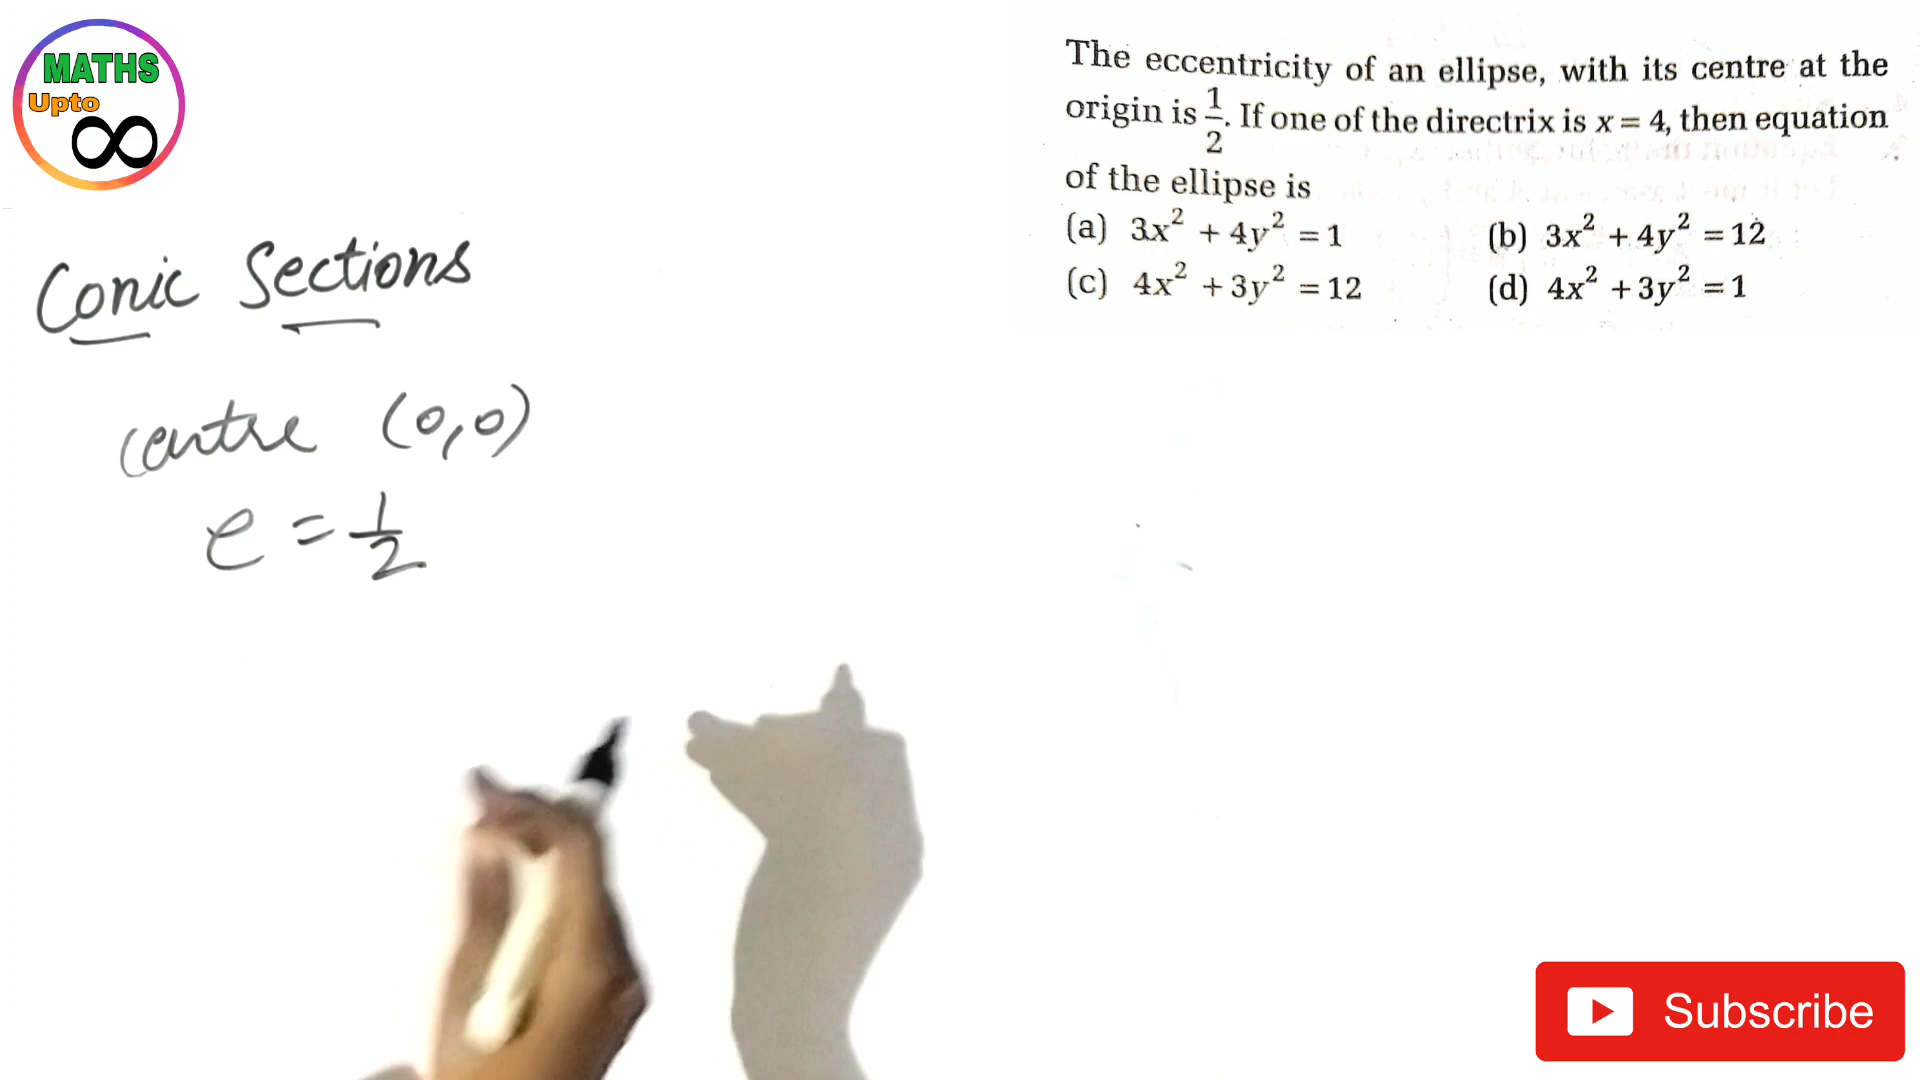 MATHS
Upto
∞
The eccentricity of an ellipse, with its centre at the
origin is 1/2. If one of the directrix is x = 4, then equation
of the ellipse is
(a) 3x² + 4y² = 1
(b) 3x² + 4y² = 12
(c) 4x² + 3y² = 12
(d) 4x² + 3y² = 1
Conic Sections
centre (0,0)
e = 1/2
Subscribe